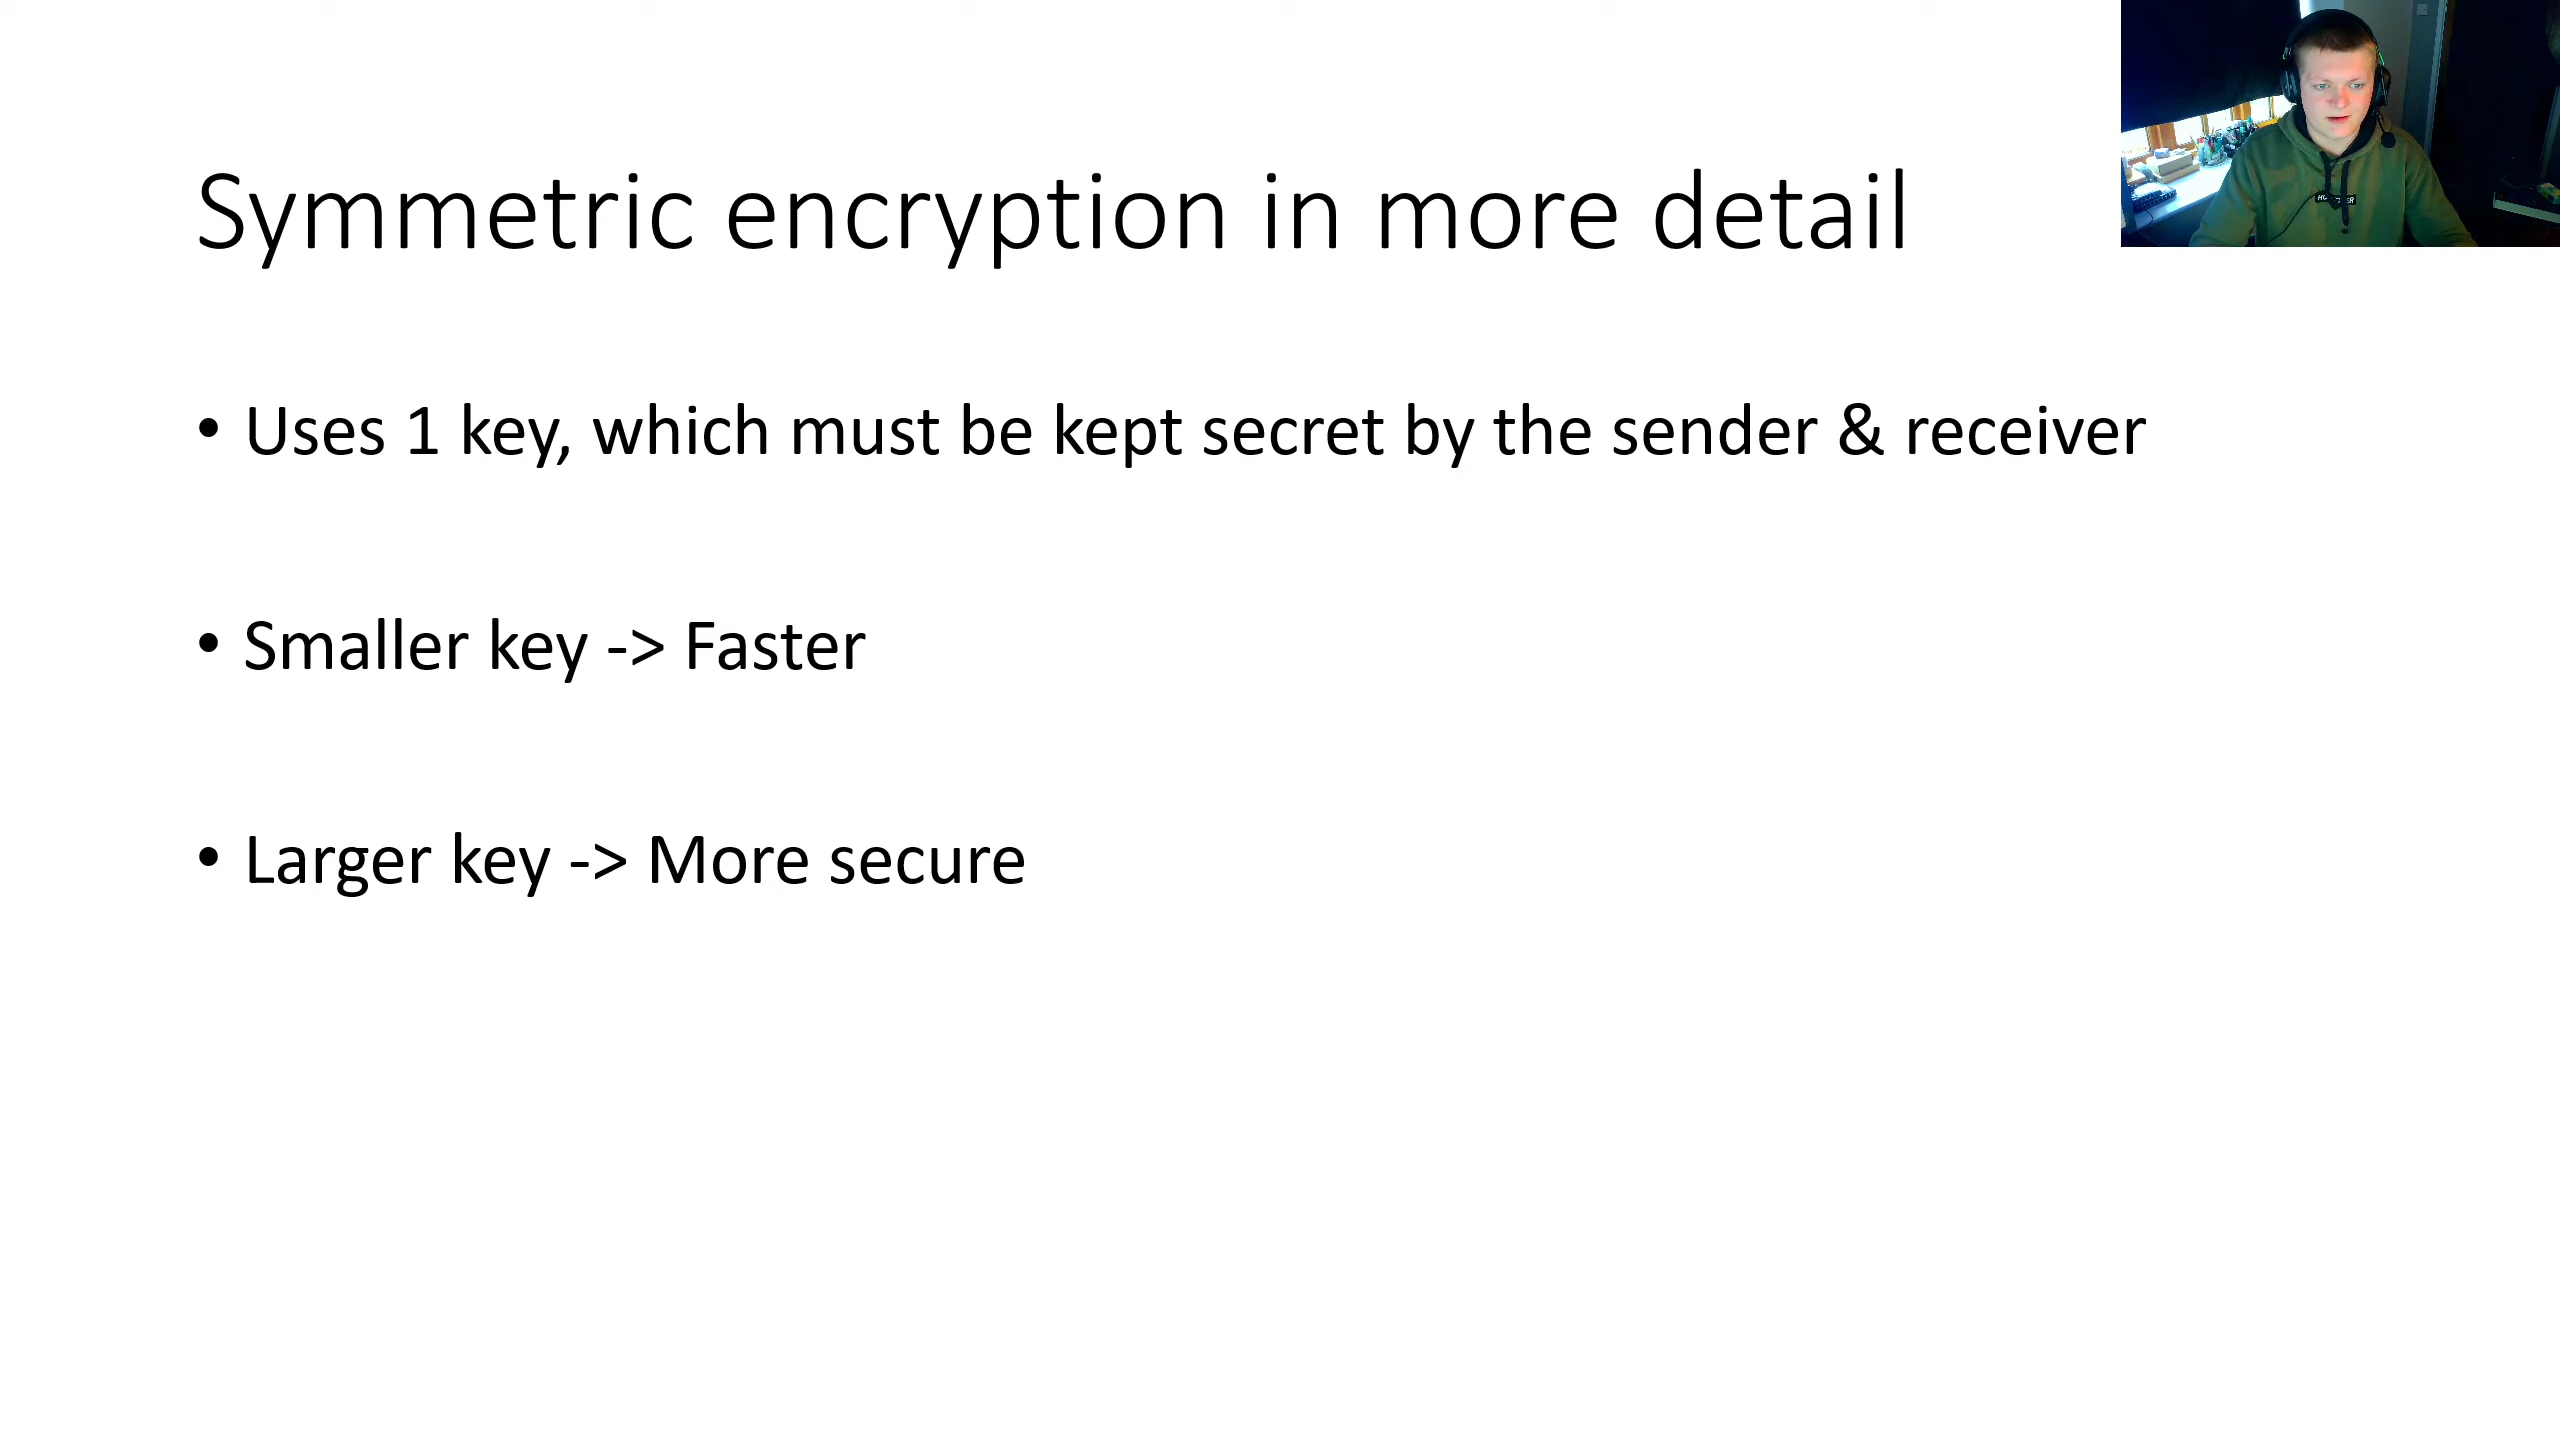 Symmetric encryption in more detail
• Uses 1 key, which must be kept secret by the sender & receiver
• Smaller key -> Faster
• Larger key -> More secure